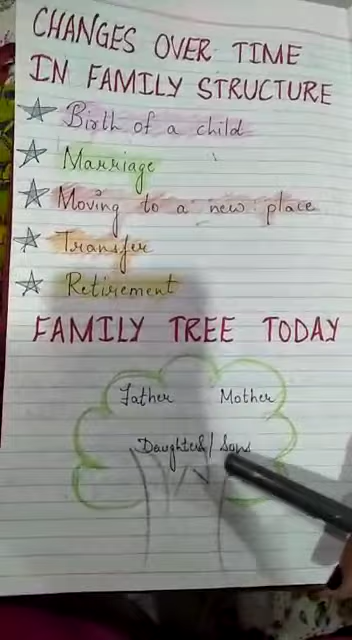 CHANGES OVER TIME
IN FAMILY STRUCTURE
Birth of a child
Marriage
Moving to a new place
Transfer
Retirement
FAMILY TREE TODAY
Father Mother
Daughters/ Sons